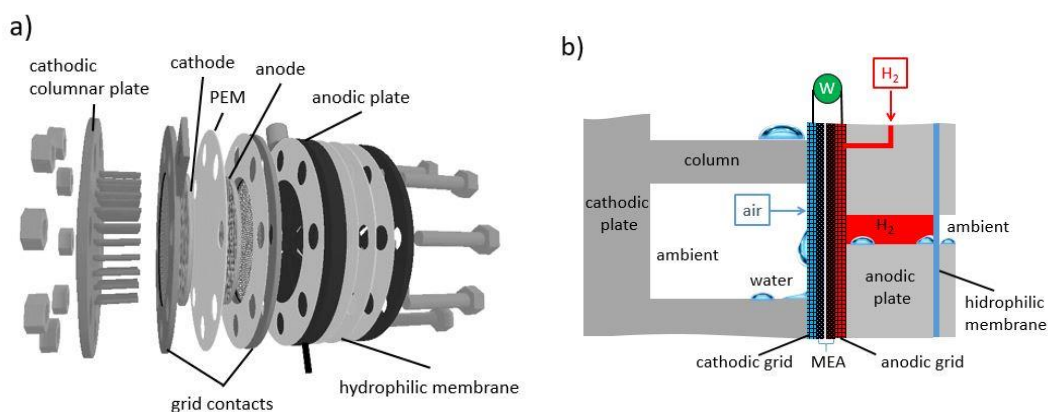 a)
cathodic
columnar plate
cathode
PEM
anode
anodic plate
grid contacts
hydrophilic membrane
b)
W
H2
column
cathodic
plate
air
ambient
H2
ambient
water
anodic
plate
hidrophilic
membrane
cathodic grid
MEA
anodic grid